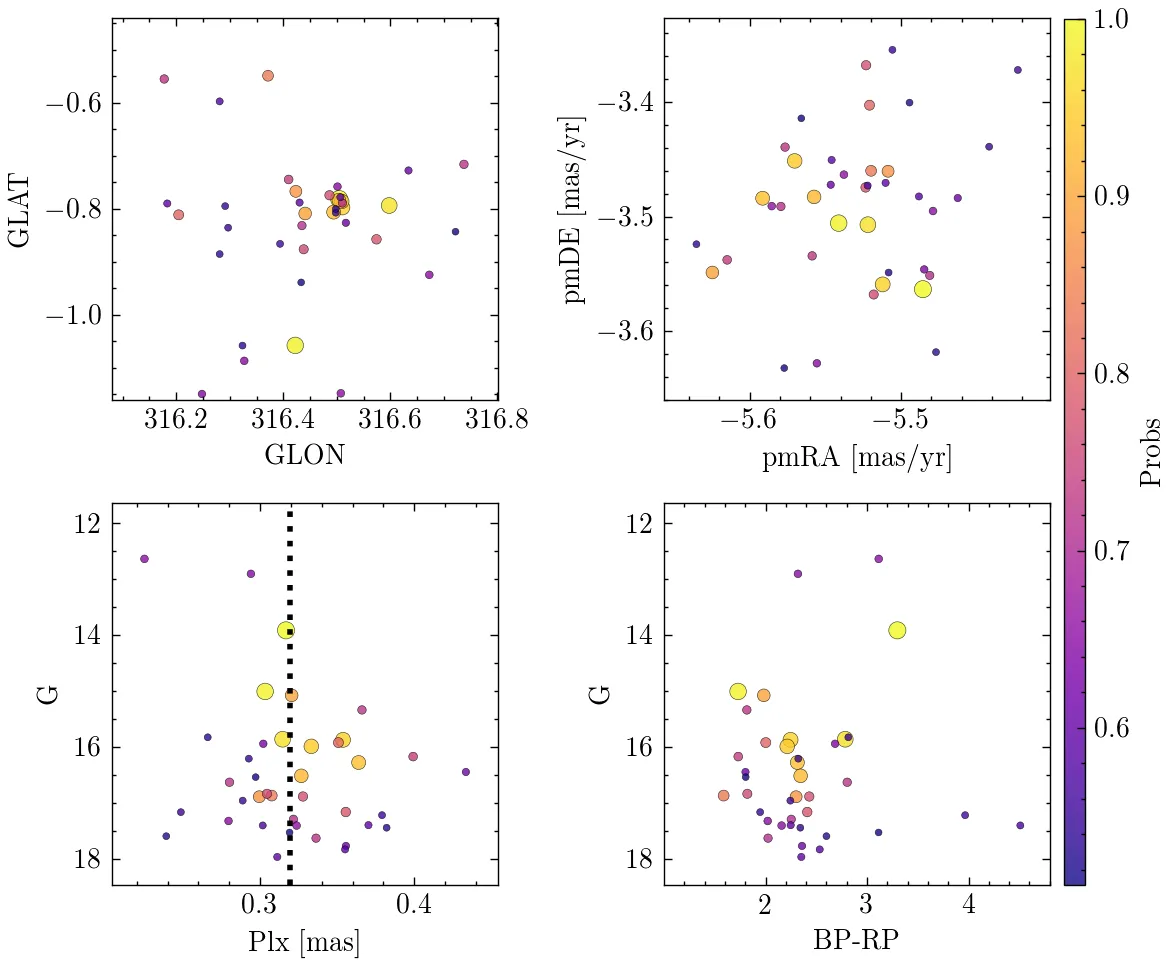 −0.6
−0.8
−1.0
GLAT
316.2 316.4 316.6 316.8
GLON
−3.4
−3.5
−3.6
pmDE [mas/yr]
−5.6 −5.5
pmRA [mas/yr]
12
14
16
18
G
0.3 0.4
Plx [mas]
12
14
16
18
G
2 3 4
BP-RP
1.0
0.9
0.8
0.7
0.6
Probs